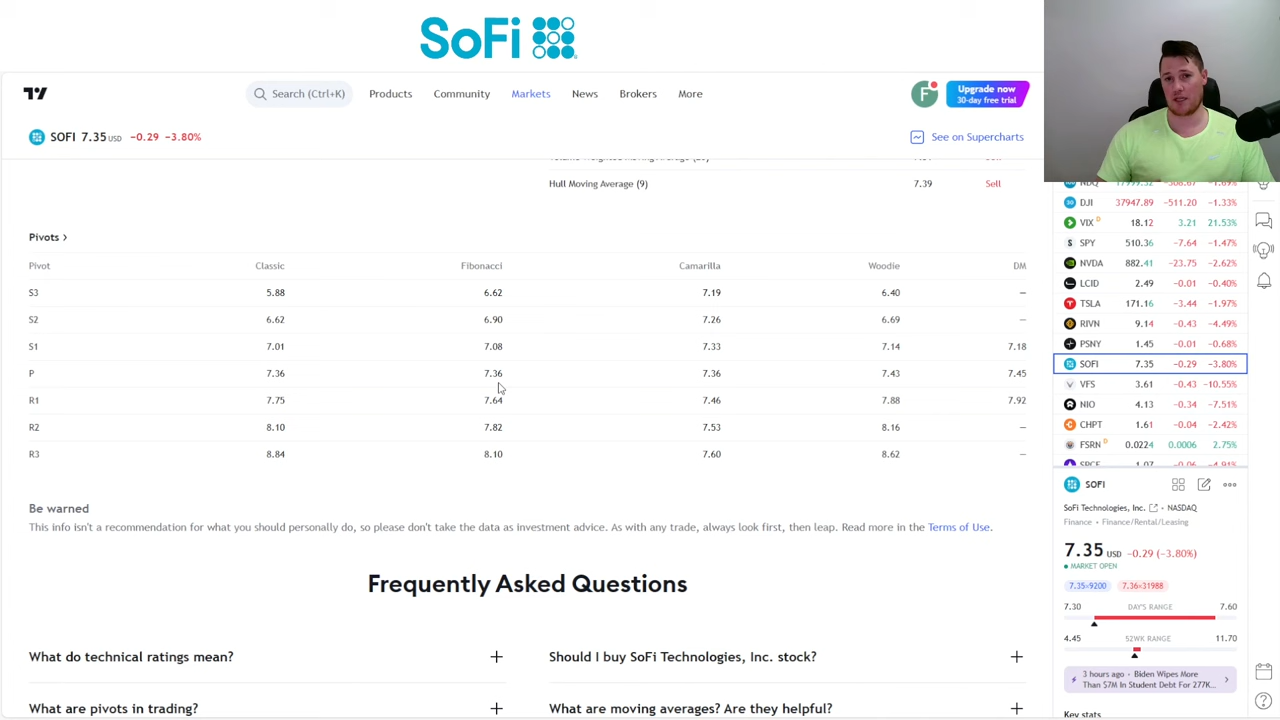 SoFi
Search (Ctrl+K)
Products
Community
Markets
News
Brokers
More
F
Upgrade now
30-day free trial
SOFI 7.35 USD −0.29 −3.80%
See on Supercharts
Hull Moving Average (9) 7.39 Sell
Pivots
Pivot Classic Fibonacci Camarilla Woodie DM
S3 5.88 6.62 7.19 6.40 —
S2 6.62 6.90 7.26 6.69 —
S1 7.01 7.08 7.33 7.14 7.18
P 7.36 7.36 7.36 7.43 7.45
R1 7.75 7.64 7.46 7.88 7.92
R2 8.10 7.82 7.53 8.16 —
R3 8.84 8.10 7.60 8.62 —
Be warned
This info isn't a recommendation for what you should personally do, so please don't take the data as investment advice. As with any trade, always look first, then leap. Read more in the Terms of Use.
Frequently Asked Questions
What do technical ratings mean?
Should I buy SoFi Technologies, Inc. stock?
What are pivots in trading?
What are moving averages? Are they helpful?
DJI 37947.89 −511.20 −1.33%
VIX D 18.12 3.21 21.53%
SPY 510.36 −7.64 −1.47%
NVDA 882.41 −23.75 −2.62%
LCID 2.49 −0.01 −0.40%
TSLA 171.16 −3.44 −1.97%
RIVN 9.14 −0.43 −4.49%
PSNY 1.45 −0.01 −0.68%
SOFI 7.35 −0.29 −3.80%
VFS 3.61 −0.43 −10.55%
NIO 4.13 −0.34 −7.51%
CHPT 1.61 −0.04 −2.42%
FSRN D 0.0224 0.0006 2.75%
SPCE 1.07 −0.06 −4.91%
SOFI
SoFi Technologies, Inc. • NASDAQ
Finance • Finance/Rental/Leasing
7.35 USD −0.29 (−3.80%)
MARKET OPEN
7.35×9200 7.36×31988
7.30 DAY'S RANGE 7.60
4.45 52WK RANGE 11.70
3 hours ago • Biden Wipes More
Than $7M In Student Debt For 277K...
Key stats